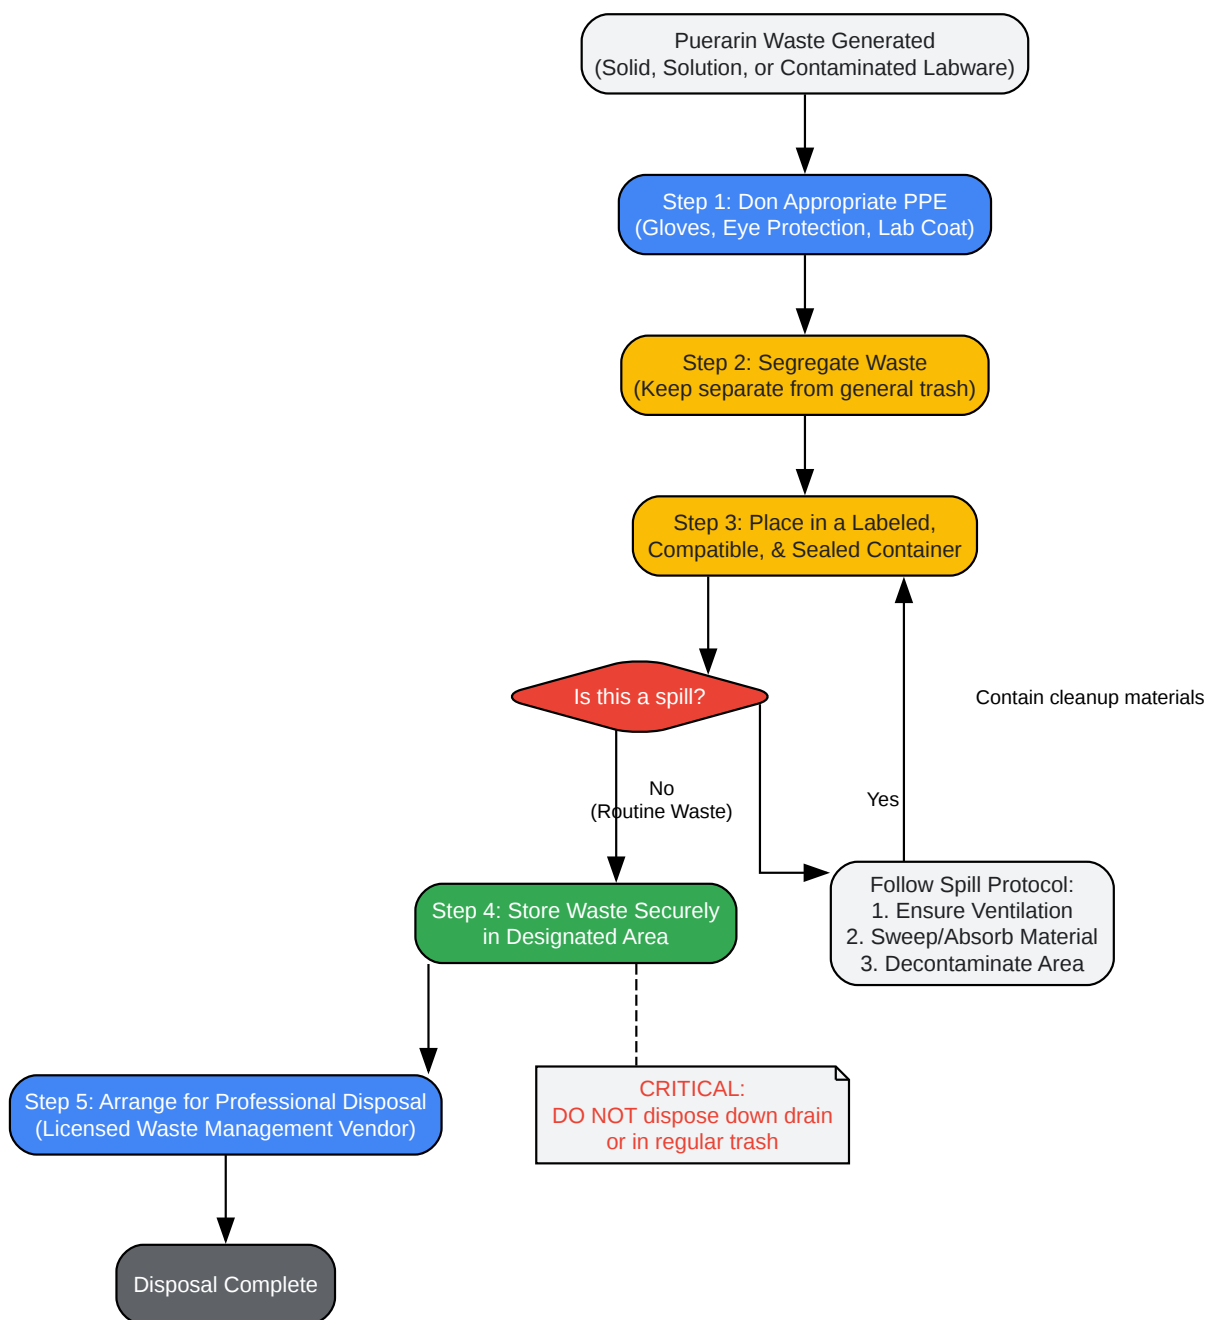 Puerarin Waste Generated
(Solid, Solution, or Contaminated Labware)
Step 1: Don Appropriate PPE
(Gloves, Eye Protection, Lab Coat)
Step 2: Segregate Waste
(Keep separate from general trash)
Step 3: Place in a Labeled,
Compatible, & Sealed Container
Is this a spill?
Contain cleanup materials
No
(Routine Waste)
Yes
Follow Spill Protocol:
1. Ensure Ventilation
2. Sweep/Absorb Material
3. Decontaminate Area
Step 4: Store Waste Securely
in Designated Area
CRITICAL:
DO NOT dispose down drain
or in regular trash
Step 5: Arrange for Professional Disposal
(Licensed Waste Management Vendor)
Disposal Complete